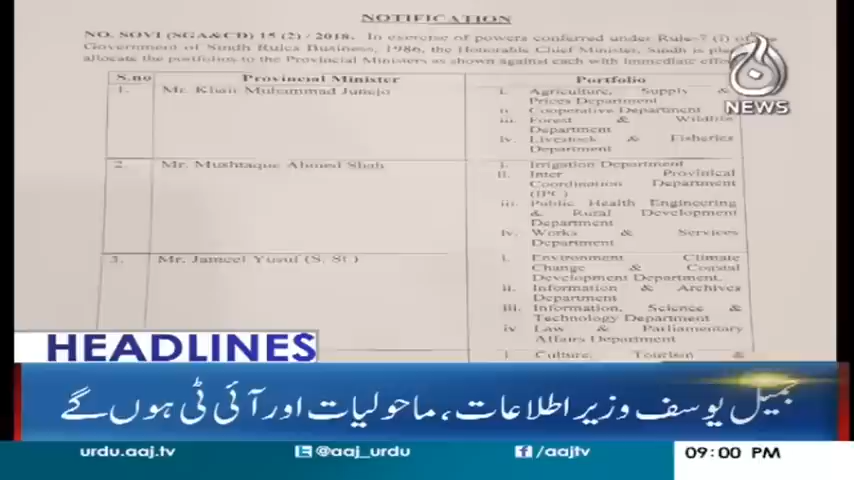 NOTIFICATION
NO. SOVI (SGA&CD) 15 (2) / 2018. In exercise of powers conferred under Rule-7 (i) of the
Government of Sindh Rules Business, 1986, the Honorable Chief Minister, Sindh is
allocate the portfolios to the Provincial Ministers as shown against each with immediate
S.no Provincial Minister Portfolio
1. Mr. Khair Muhammad Junejo i. Agriculture, Supply &
Prices Department
ii. Cooperative Department
iii. Forest & Wildlife
Department
iv. Livestock & Fisheries
Department
2. Mr. Mushtaque Ahmed Shah i. Irrigation Department
ii. Inter Provinical
Coordination Department
(IPC)
iii. Public Health Engineering
& Rural Development
Department
iv. Works & Services
Department
3. Mr. Jameel Yusuf (S. St) i. Environment Climate
Change & Coastal
Development Department.
ii. Information & Archives
Department
iii. Information, Science &
Technology Department
iv Law & Parliamentary
Affairs Department
i. Culture, Tourism &
NEWS
HEADLINES
جمیل یوسف وزیر اطلاعات، ماحولیات اور آئی ٹی ہوں گے
urdu.aaj.tv @aaj_urdu /aajtv 09:00 PM